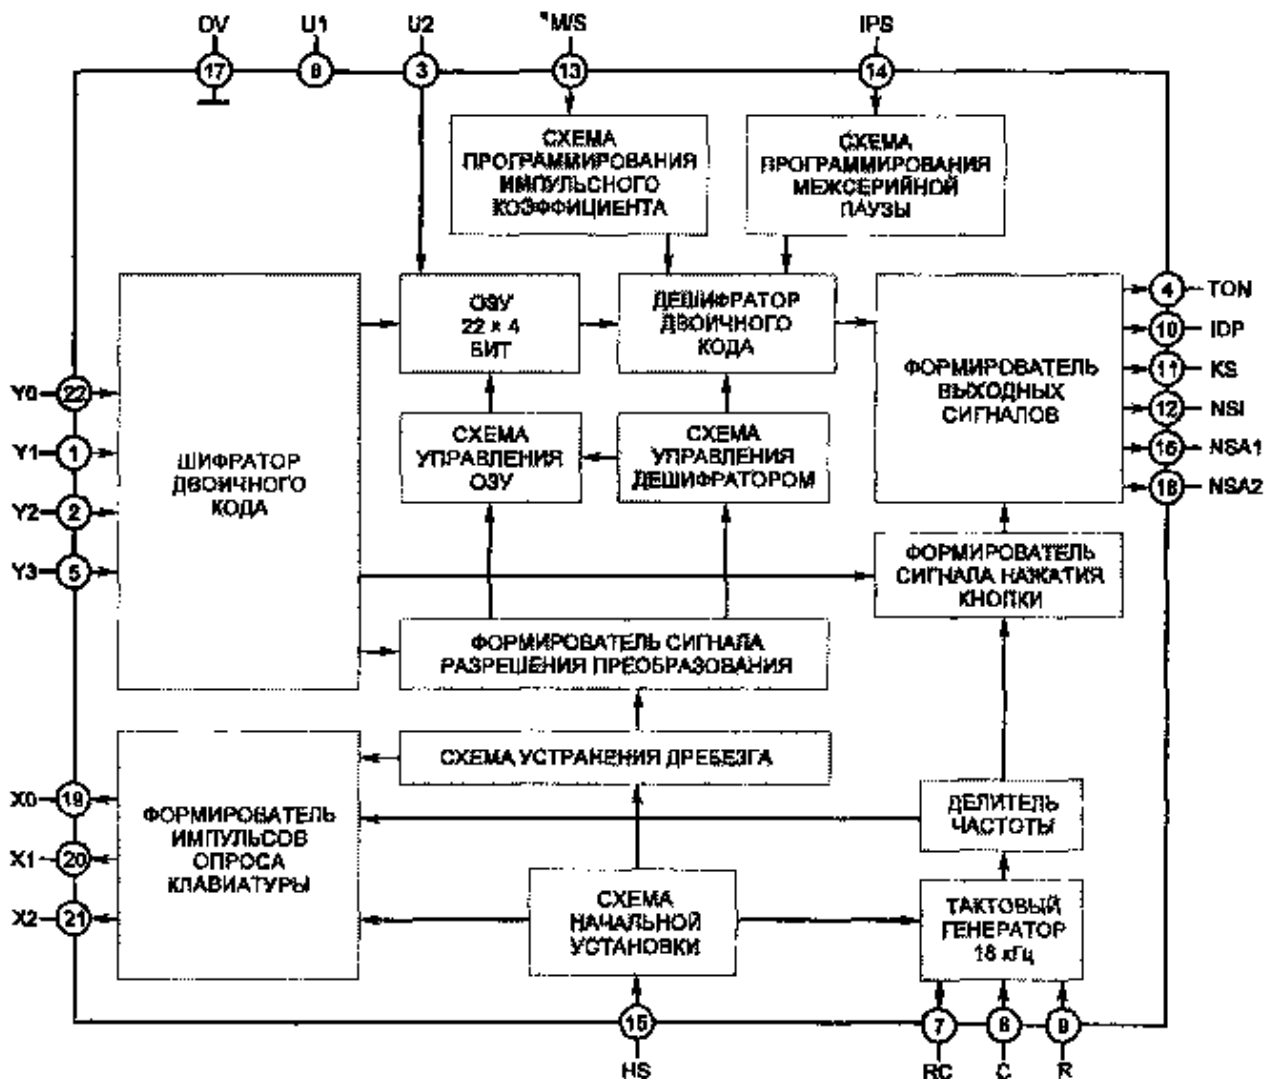 OV U1 U2 *M/S IPS
17 6 3 13 14
СХЕМА
ПРОГРАММИРОВАНИЯ
ИМПУЛЬСНОГО
КОЭФФИЦИЕНТА
СХЕМА
ПРОГРАММИРОВАНИЯ
МЕЖСЕРИЙНОЙ
ПАУЗЫ
ШИФРАТОР
ДВОИЧНОГО
КОДА
ОЗУ
22 × 4
БИТ
ДЕШИФРАТОР
ДВОИЧНОГО
КОДА
ФОРМИРОВАТЕЛЬ
ВЫХОДНЫХ
СИГНАЛОВ
4 TON
10 IDP
11 KS
12 NSI
16 NSA1
18 NSA2
Y0 22
Y1 1
Y2 2
Y3 5
СХЕМА
УПРАВЛЕНИЯ
ОЗУ
СХЕМА
УПРАВЛЕНИЯ
ДЕШИФРАТОРОМ
ФОРМИРОВАТЕЛЬ
СИГНАЛА НАЖАТИЯ
КНОПКИ
ФОРМИРОВАТЕЛЬ СИГНАЛА
РАЗРЕШЕНИЯ ПРЕОБРАЗОВАНИЯ
СХЕМА УСТРАНЕНИЯ ДРЕБЕЗГА
X0 19
X1 20
X2 21
ФОРМИРОВАТЕЛЬ
ИМПУЛЬСОВ
ОПРОСА
КЛАВИАТУРЫ
ДЕЛИТЕЛЬ
ЧАСТОТЫ
СХЕМА
НАЧАЛЬНОЙ
УСТАНОВКИ
ТАКТОВЫЙ
ГЕНЕРАТОР
18 кГц
15 7 8 9
HS RC C R